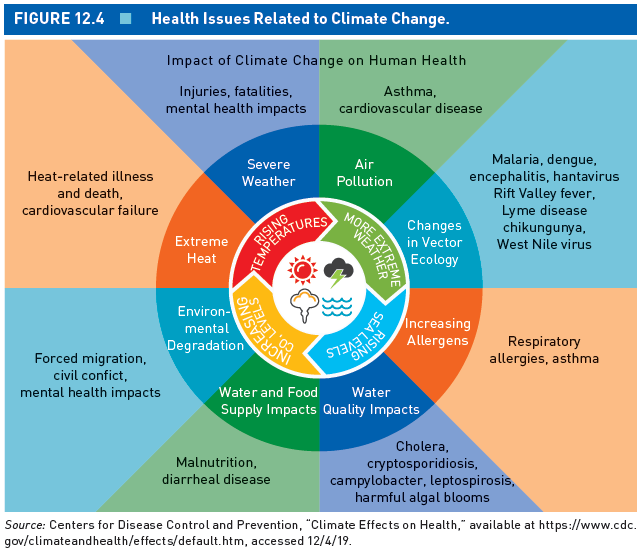 FIGURE 12.4 Health Issues Related to Climate Change.
Impact of Climate Change on Human Health
Injuries, fatalities,
mental health impacts
Asthma,
cardiovascular disease
Severe
Weather
Air
Pollution
Heat-related illness
and death,
cardiovascular failure
Malaria, dengue,
encephalitis, hantavirus
Rift Valley fever,
Lyme disease
chikungunya,
West Nile virus
Extreme
Heat
RISING
TEMPERATURES
MORE EXTREME
WEATHER
Changes
in Vector
Ecology
Environ-
mental
Degradation
INCREASING
CO₂ LEVELS
RISING
SEA LEVELS
Increasing
Allergens
Forced migration,
civil confict,
mental health impacts
Respiratory
allergies, asthma
Water and Food
Supply Impacts
Water
Quality Impacts
Malnutrition,
diarrheal disease
Cholera,
cryptosporidiosis,
campylobacter, leptospirosis,
harmful algal blooms
Source: Centers for Disease Control and Prevention, “Climate Effects on Health,” available at https://www.cdc.
gov/climateandhealth/effects/default.htm, accessed 12/4/19.